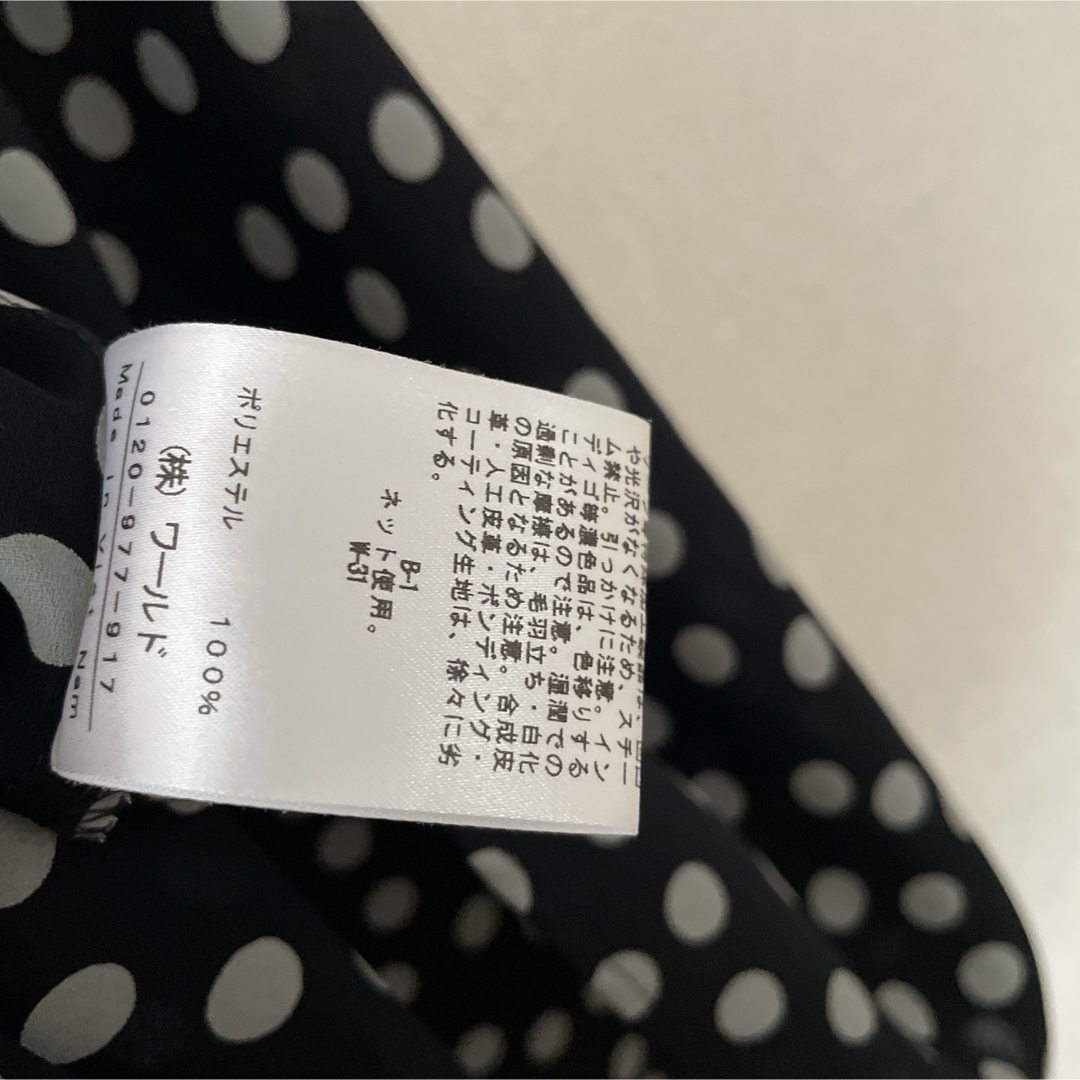 は、凹凸
や光沢がなくなるため、スチー
ム禁止。引っかけに注意。イン
ディゴ等濃色品は、色移りする
ことがあるので注意。湿潤での
過剰な摩擦は、毛羽立ち・白化
の原因となるため注意。合成皮
革・人工皮革・ボンディング・
コーティング生地は、徐々に劣
化する。
B-1
ネット使用。
W-31
ポリエステル 100%
(株) ワールド
0120-977-917
Made in Nam